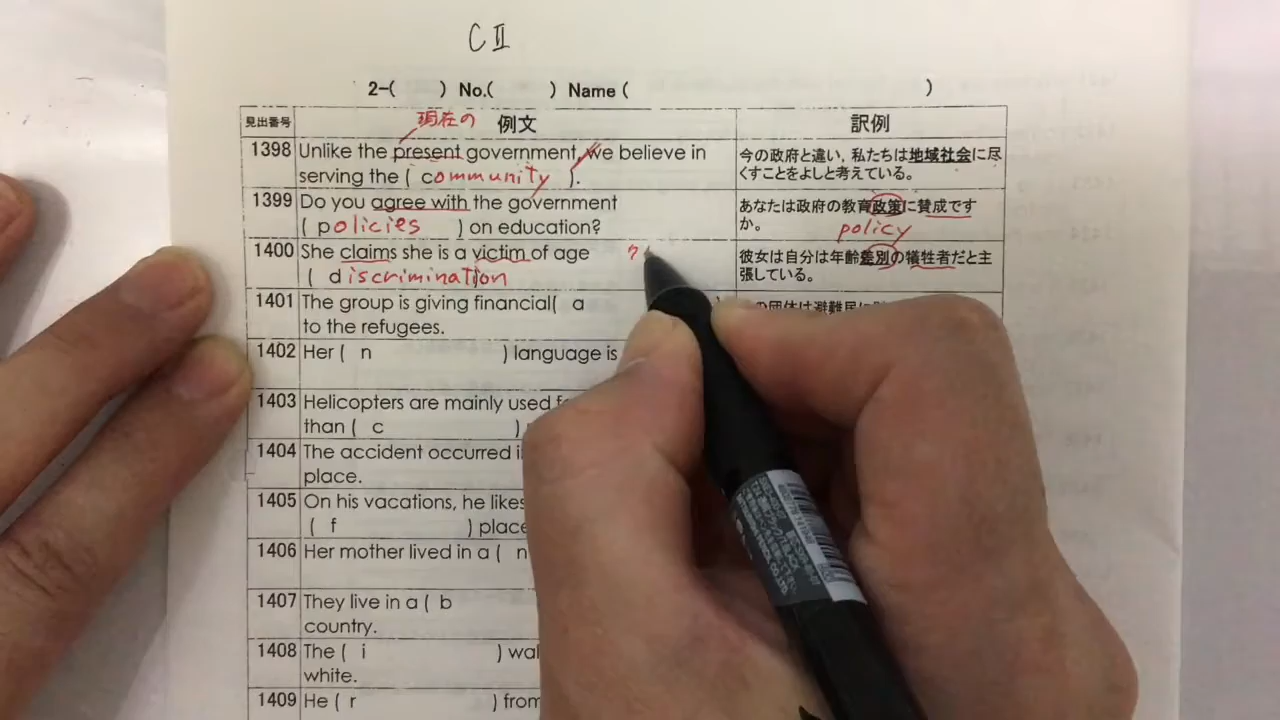 CⅡ
2-( ) No.( ) Name ( )
現在の
見出番号 例文 訳例
1398 Unlike the present government, we believe in
serving the ( community ).
今の政府と違い，私たちは地域社会に尽
くすことをよしと考えている。
1399 Do you agree with the government
( policies ) on education?
あなたは政府の教育政策に賛成です
か。
policy
1400 She claims she is a victim of age
( discrimination
彼女は自分は年齢差別の犠牲者だと主
張している。
1401 The group is giving financial( a
to the refugees.
の団体は避難民に
1402 Her ( n ) language is
1403 Helicopters are mainly used
than ( c )
1404 The accident occurred
place.
1405 On his vacations, he likes
( f ) place
1406 Her mother lived in a ( n
1407 They live in a ( b
country.
1408 The ( i )
white.
1409 He ( r ) from